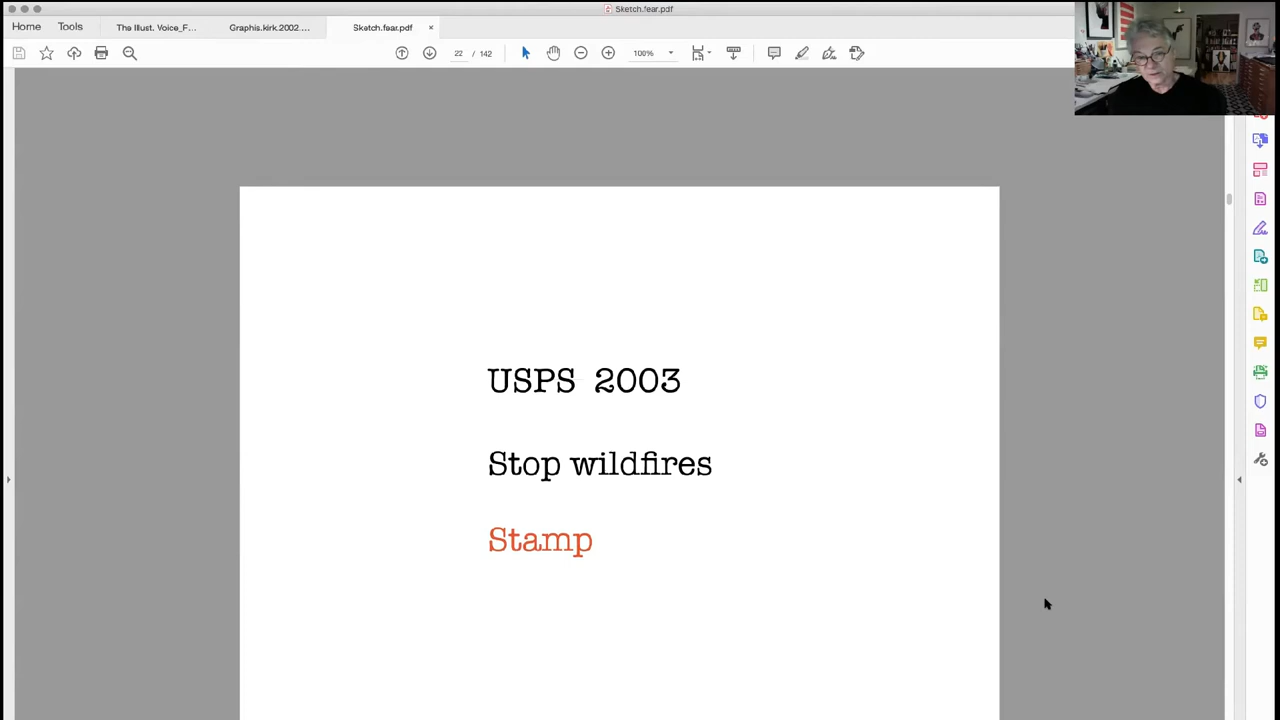 Sketch.fear.pdf
Home Tools The Illust. Voice_F... Graphis.kirk.2002.... Sketch.fear.pdf ×
22 / 142 100%
USPS 2003
Stop wildfires
Stamp